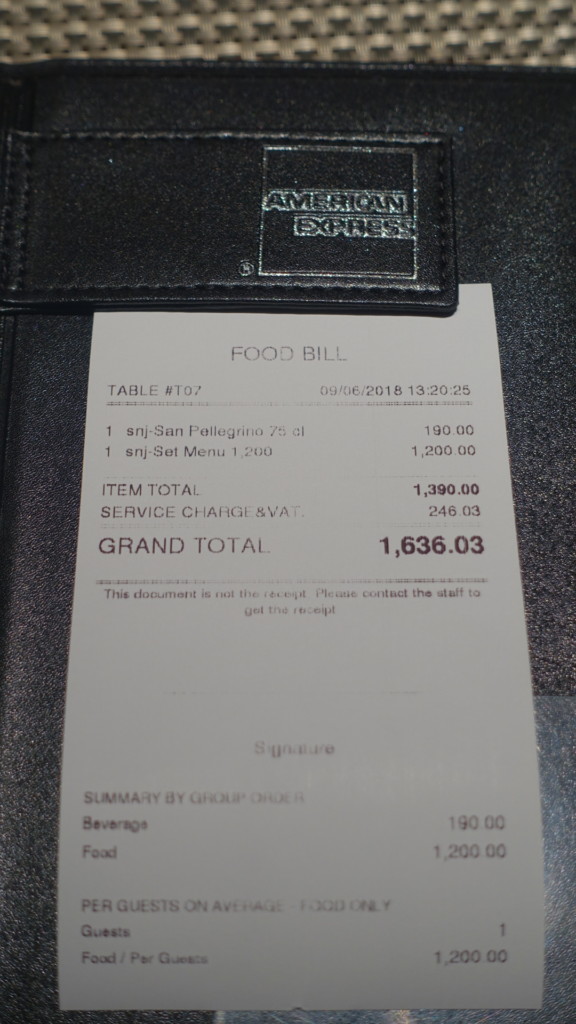 AMERICAN
EXPRESS
®
FOOD BILL
TABLE #T07 09/06/2018 13:20:25
1 snj-San Pellegrino 75 cl 190.00
1 snj-Set Menu 1,200 1,200.00
ITEM TOTAL 1,390.00
SERVICE CHARGE&VAT. 246.03
GRAND TOTAL 1,636.03
This document is not the receipt. Please contact the staff to
get the receipt
Signature
SUMMARY BY GROUP ORDER
Beverage 190.00
Food 1,200.00
PER GUESTS ON AVERAGE - FOOD ONLY
Guests 1
Food / Per Guests 1,200.00